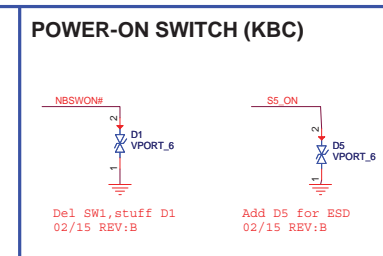 POWER-ON SWITCH (KBC)
NBSWON#
S5_ON
2
2
D1
VPORT_6
D5
VPORT_6
1
1
Del SW1,stuff D1
02/15 REV:B
Add D5 for ESD
02/15 REV:B